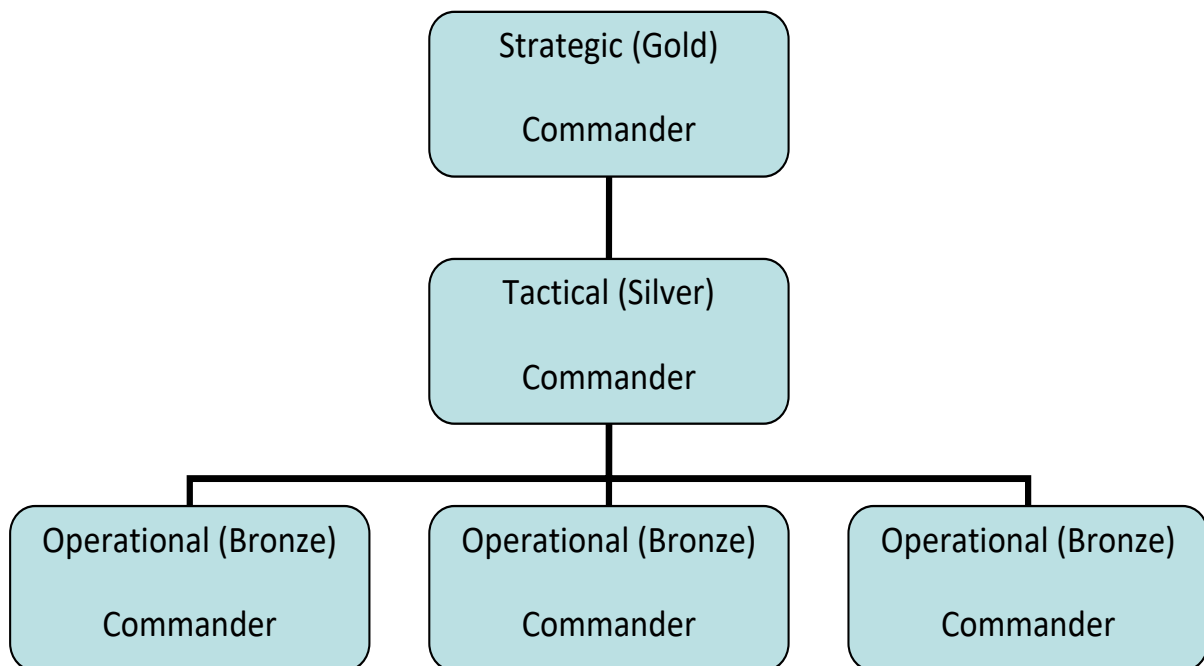 Strategic (Gold)
Commander
Tactical (Silver)
Commander
Operational (Bronze)
Commander
Operational (Bronze)
Commander
Operational (Bronze)
Commander